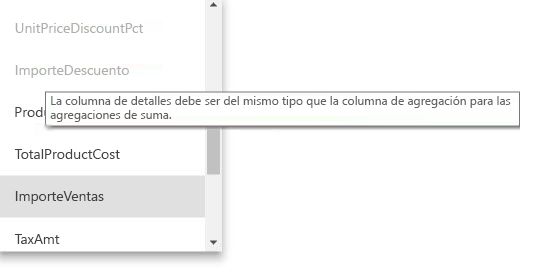 UnitPriceDiscountPct
ImporteDescuento
La columna de detalles debe ser del mismo tipo que la columna de agregación para las
agregaciones de suma.
Produ
TotalProductCost
ImporteVentas
TaxAmt